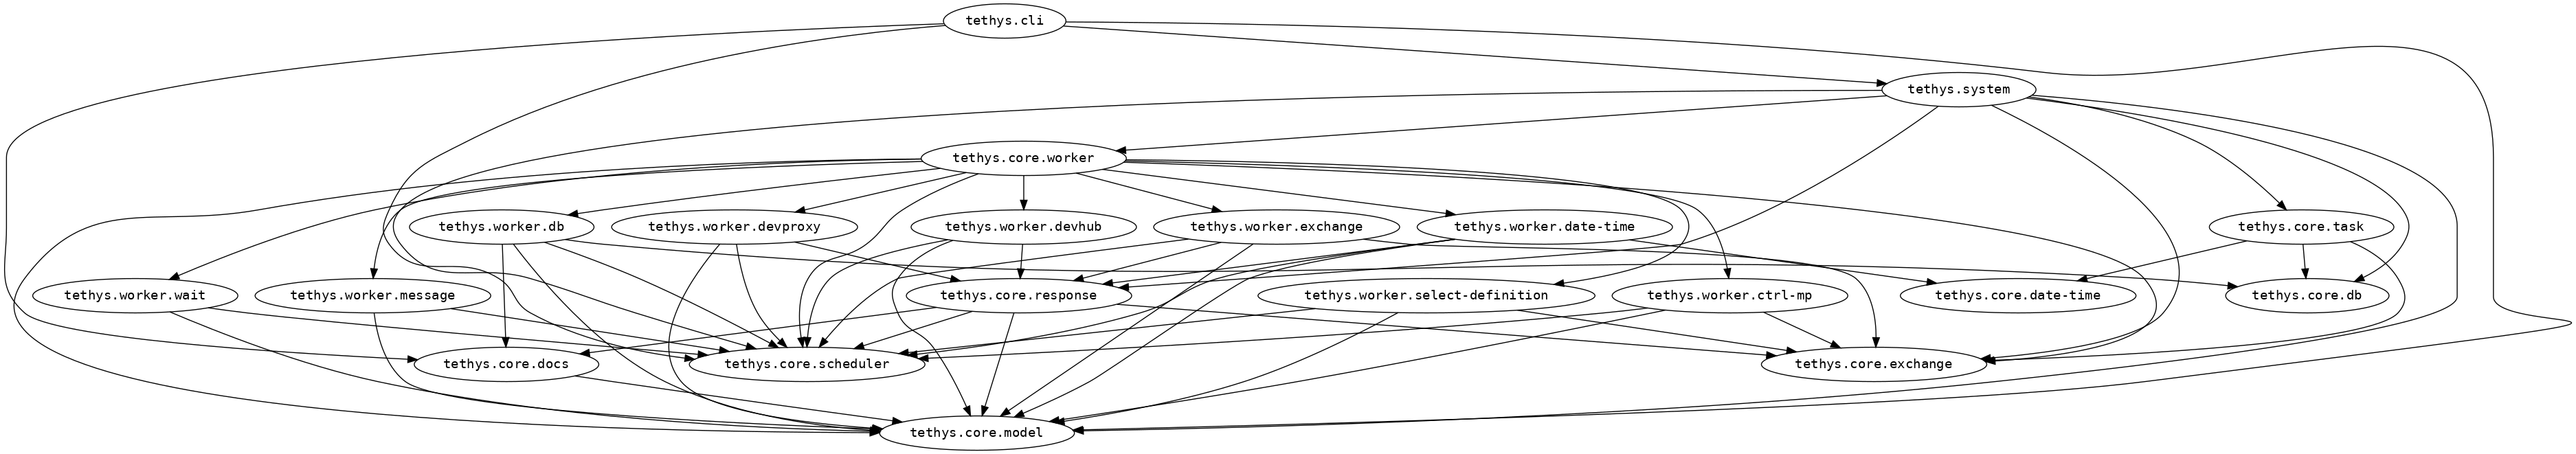 tethys.cli
tethys.system
tethys.core.worker
tethys.worker.db
tethys.worker.devproxy
tethys.worker.devhub
tethys.worker.exchange
tethys.worker.date-time
tethys.core.task
tethys.worker.wait
tethys.worker.message
tethys.core.response
tethys.worker.select-definition
tethys.worker.ctrl-mp
tethys.core.date-time
tethys.core.db
tethys.core.docs
tethys.core.scheduler
tethys.core.exchange
tethys.core.model